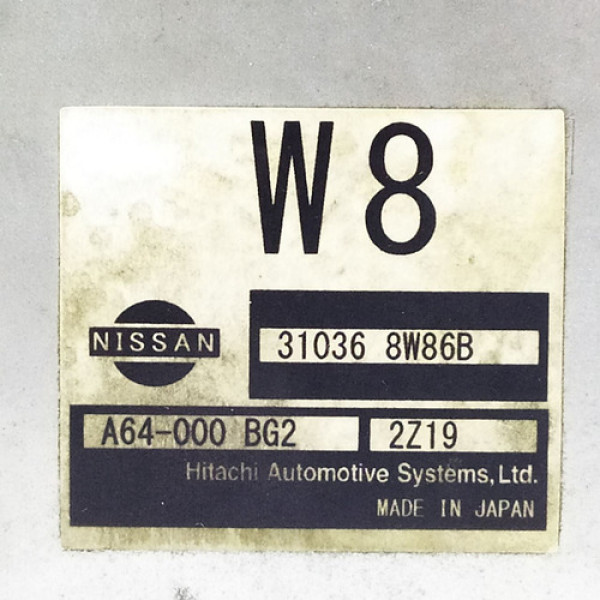 W8
NISSAN
31036 8W86B
A64-000 BG2
2Z19
Hitachi Automotive Systems, Ltd.
MADE IN JAPAN